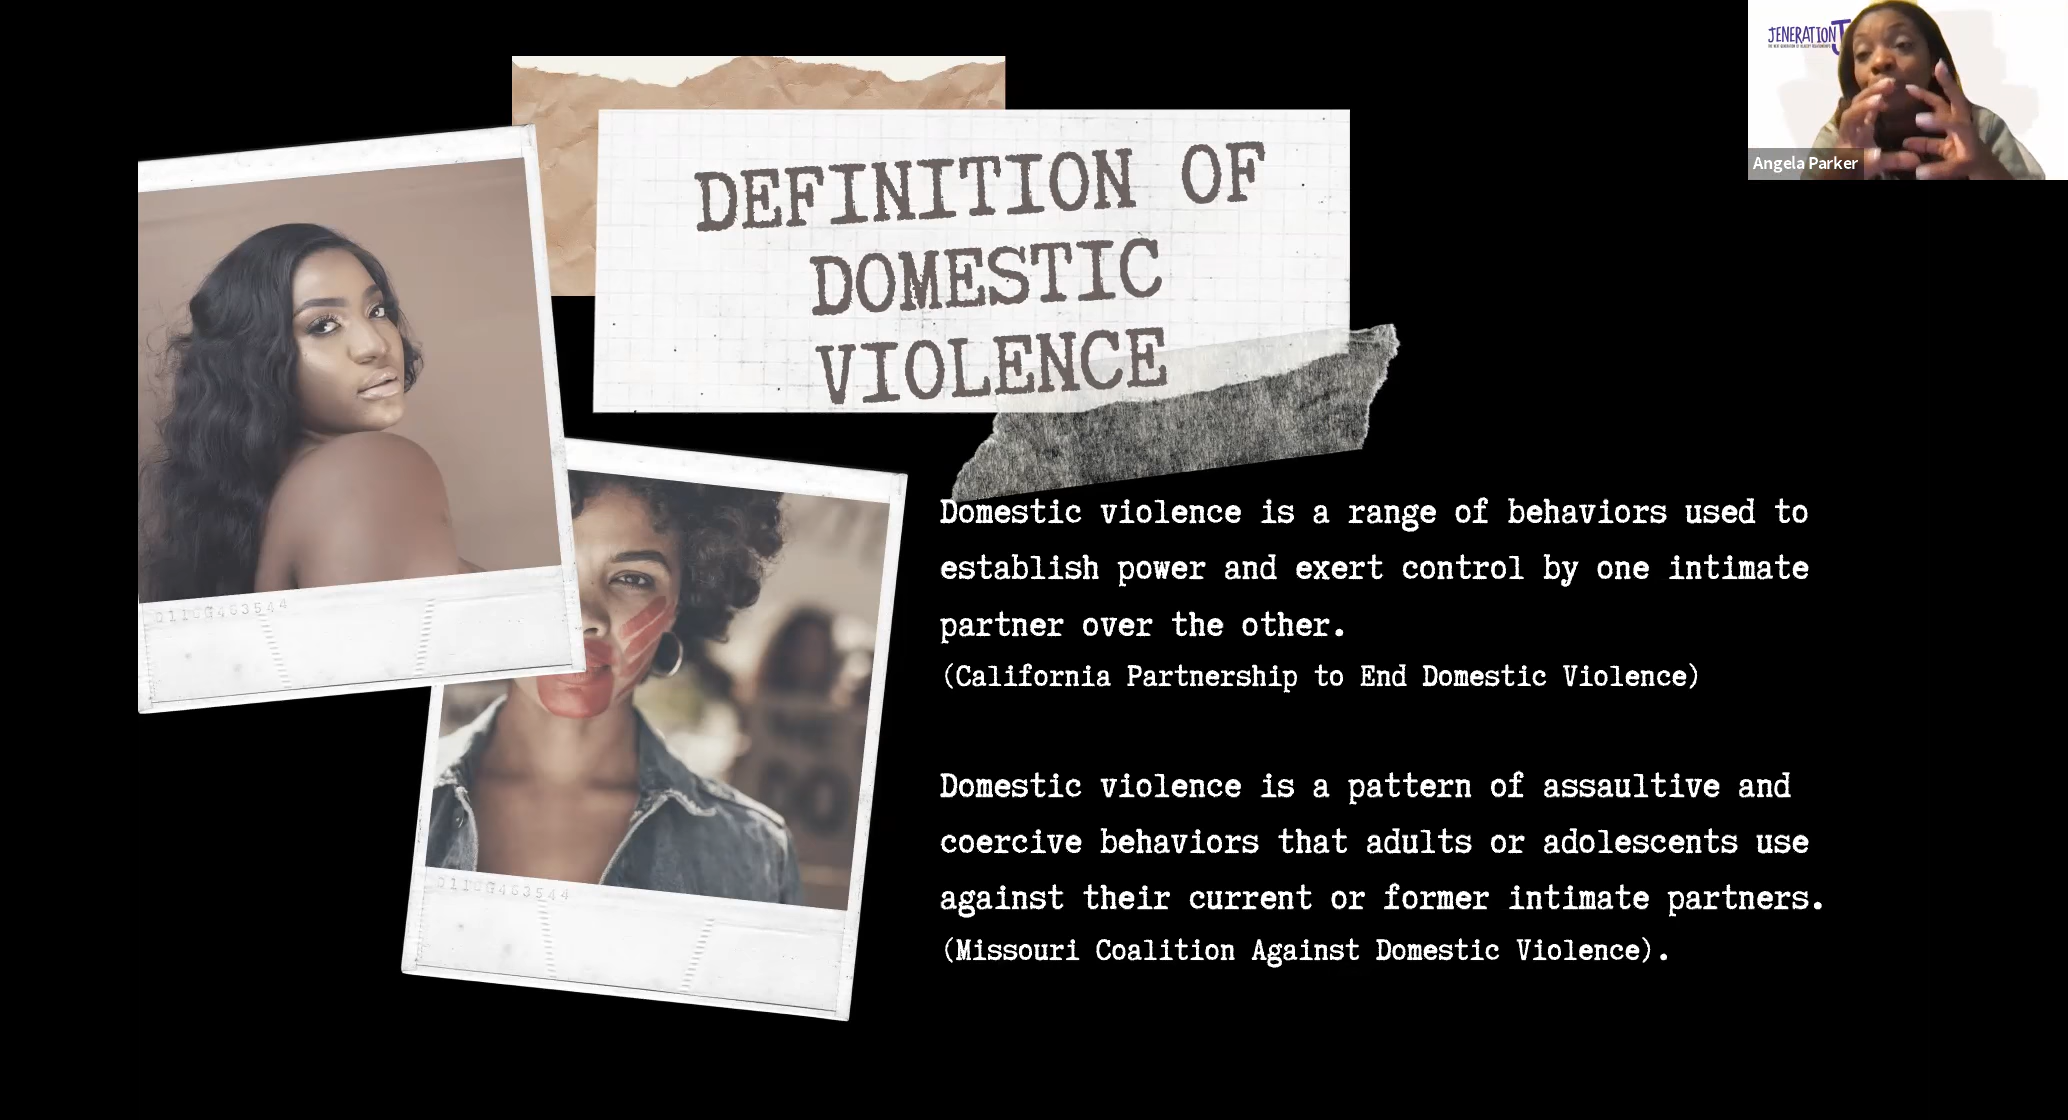 DEFINITION OF
DOMESTIC
VIOLENCE
Domestic violence is a range of behaviors used to
establish power and exert control by one intimate
partner over the other.
(California Partnership to End Domestic Violence)
Domestic violence is a pattern of assaultive and
coercive behaviors that adults or adolescents use
against their current or former intimate partners.
(Missouri Coalition Against Domestic Violence).
JENERATION J
Angela Parker